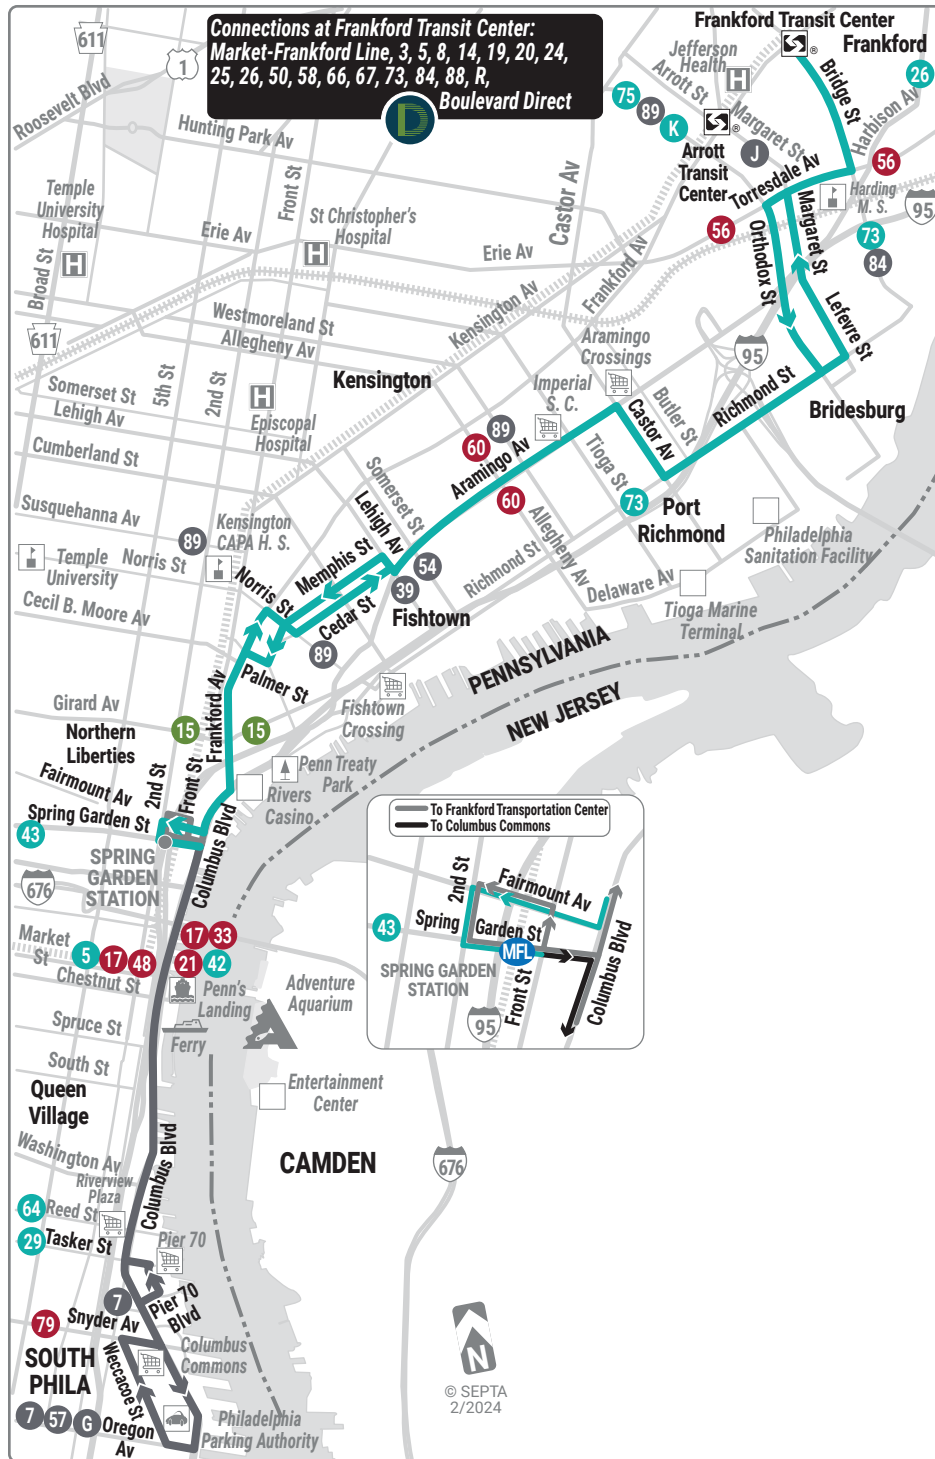 Connections at Frankford Transit Center:
Market-Frankford Line, 3, 5, 8, 14, 19, 20, 24,
25, 26, 50, 58, 66, 67, 73, 84, 88, R,
Boulevard Direct
D
Frankford Transit Center
Frankford
611
1
Roosevelt Blvd
Jefferson
Health
H
®
26
Bridge St
Harbison Av
Arrott St
75
89
K
®
Margaret St
J
Arrott
Transit
Center
Hunting Park Av
Front St
Castor Av
Torresdale Av
56
Harding
M. S.
95
Temple
University
Hospital
H
St Christopher's
Hospital
H
Erie Av
Erie Av
56
Margaret St
Orthodox St
73
84
Broad St
Frankford Av
Kensington Av
Lefevre St
Westmoreland St
Allegheny Av
611
Aramingo
Crossings
95
5th St
2nd St
Kensington
Imperial
S. C.
Richmond St
Butler St
Bridesburg
Somerset St
Lehigh Av
H
Episcopal
Hospital
Castor Av
Cumberland St
89
60
Aramingo Av
Tioga St
Somerset St
60
73
Port
Richmond
Susquehanna Av
Lehigh Av
Allegheny Av
Philadelphia
Sanitation Facility
Kensington
CAPA H. S.
89
Norris St
Temple
University
Memphis St
Norris St
54
39
Richmond St
Delaware Av
Cecil B. Moore Av
Cedar St
Fishtown
Tioga Marine
Terminal
89
PENNSYLVANIA
Palmer St
NEW JERSEY
Girard Av
Frankford Av
Fishtown
Crossing
15
15
Northern
Liberties
Penn Treaty
Park
Fairmount Av
2nd St
Front St
Rivers
Casino
Spring Garden St
43
Columbus Blvd
SPRING
GARDEN
STATION
676
To Frankford Transportation Center
To Columbus Commons
2nd St
Fairmount Av
Spring
Garden St
43
MFL
SPRING GARDEN
STATION
Front St
Columbus Blvd
95
Market
St
5
17
48
17
33
21
42
Chestnut St
Penn's
Landing
Adventure
Aquarium
Spruce St
Ferry
South St
Queen
Village
Entertainment
Center
Washington Av
Columbus Blvd
CAMDEN
676
Riverview
Plaza
64
Reed St
29
Tasker St
Pier 70
7
Pier 70
Blvd
79
Snyder Av
SOUTH
PHILA
Columbus
Commons
Weccacoe St
7
57
G
Oregon
Av
Philadelphia
Parking Authority
N
© SEPTA
2/2024